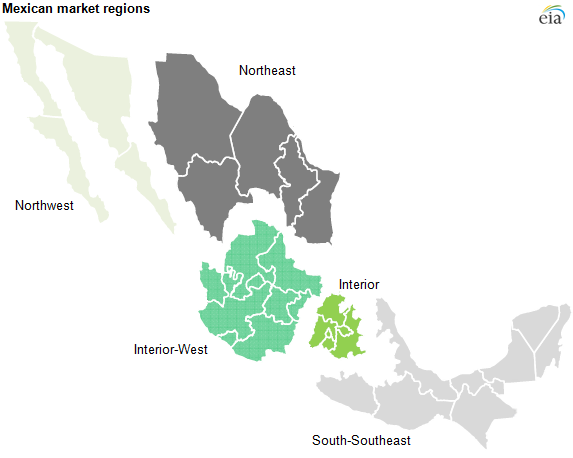 Mexican market regions
eia
Northeast
Northwest
Interior
Interior-West
South-Southeast